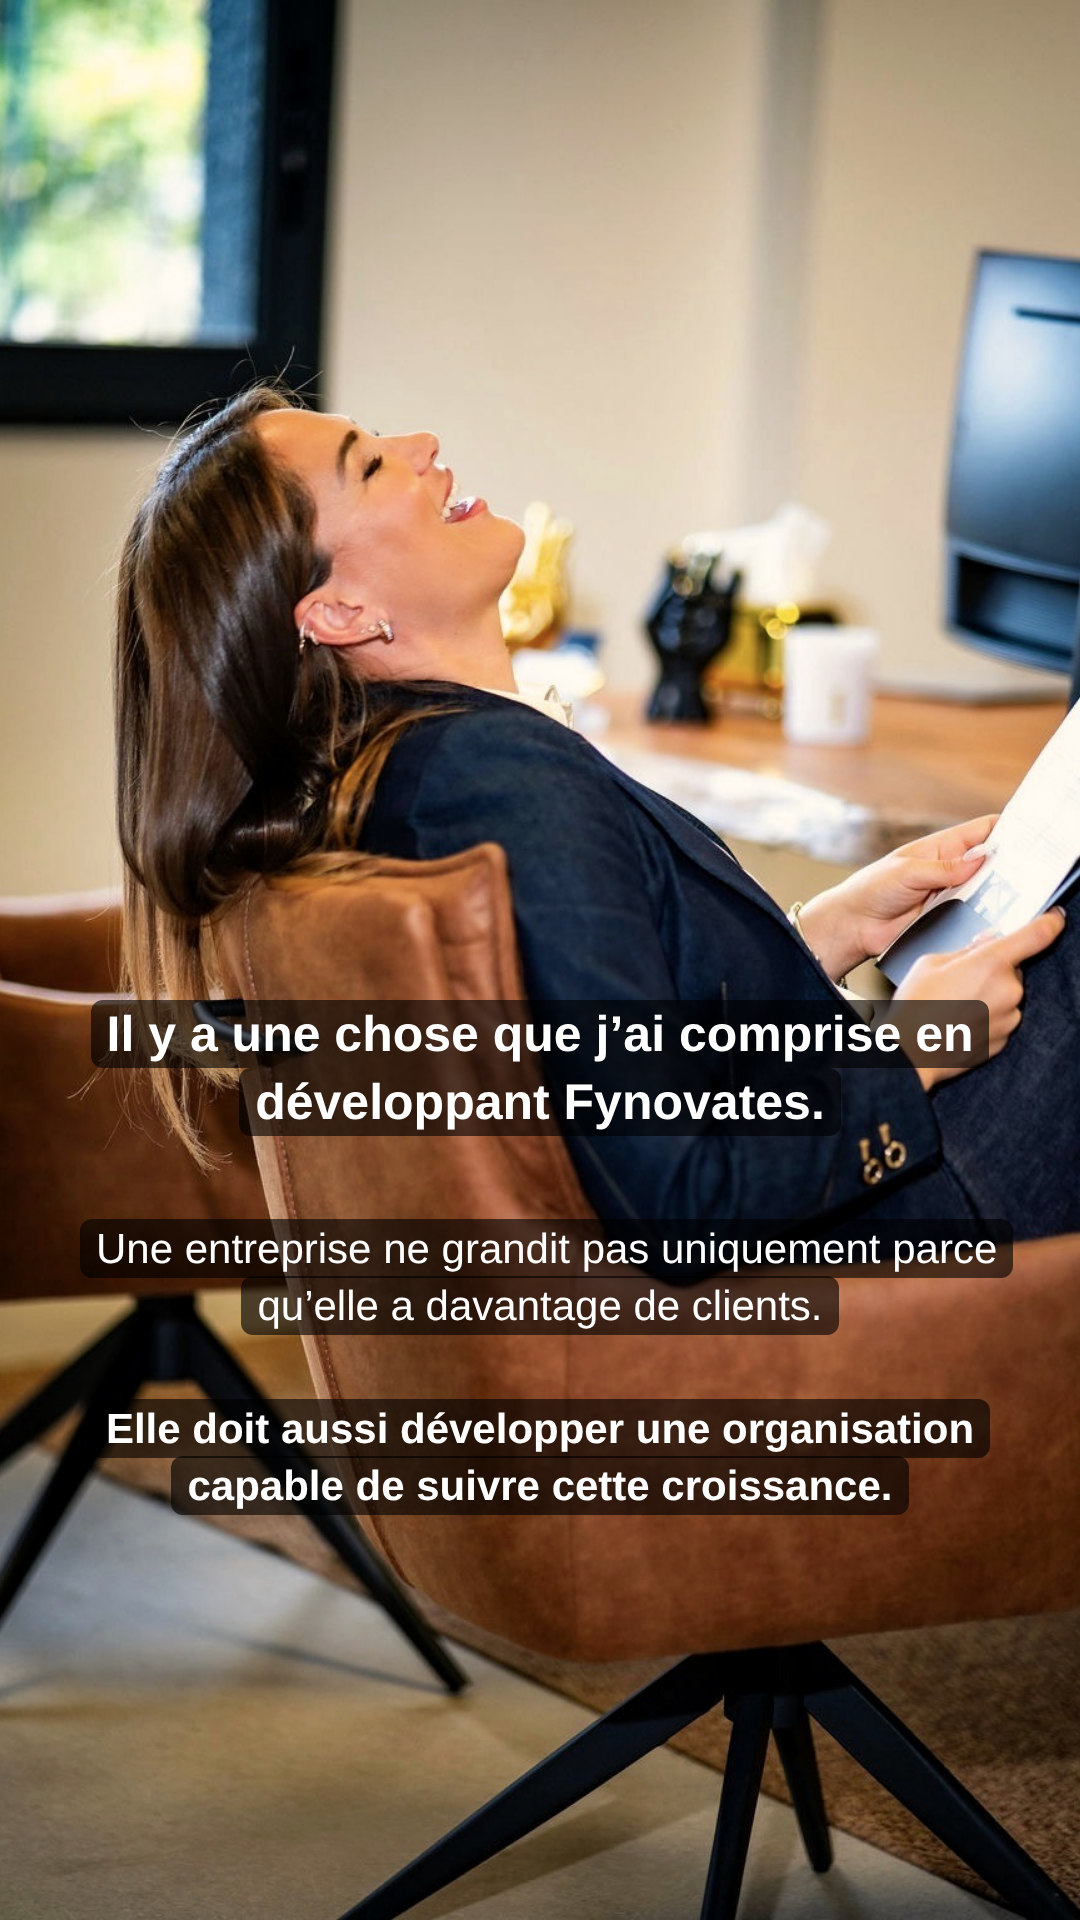 Il y a une chose que j’ai comprise en
développant Fynovates.
Une entreprise ne grandit pas uniquement parce
qu’elle a davantage de clients.
Elle doit aussi développer une organisation
capable de suivre cette croissance.